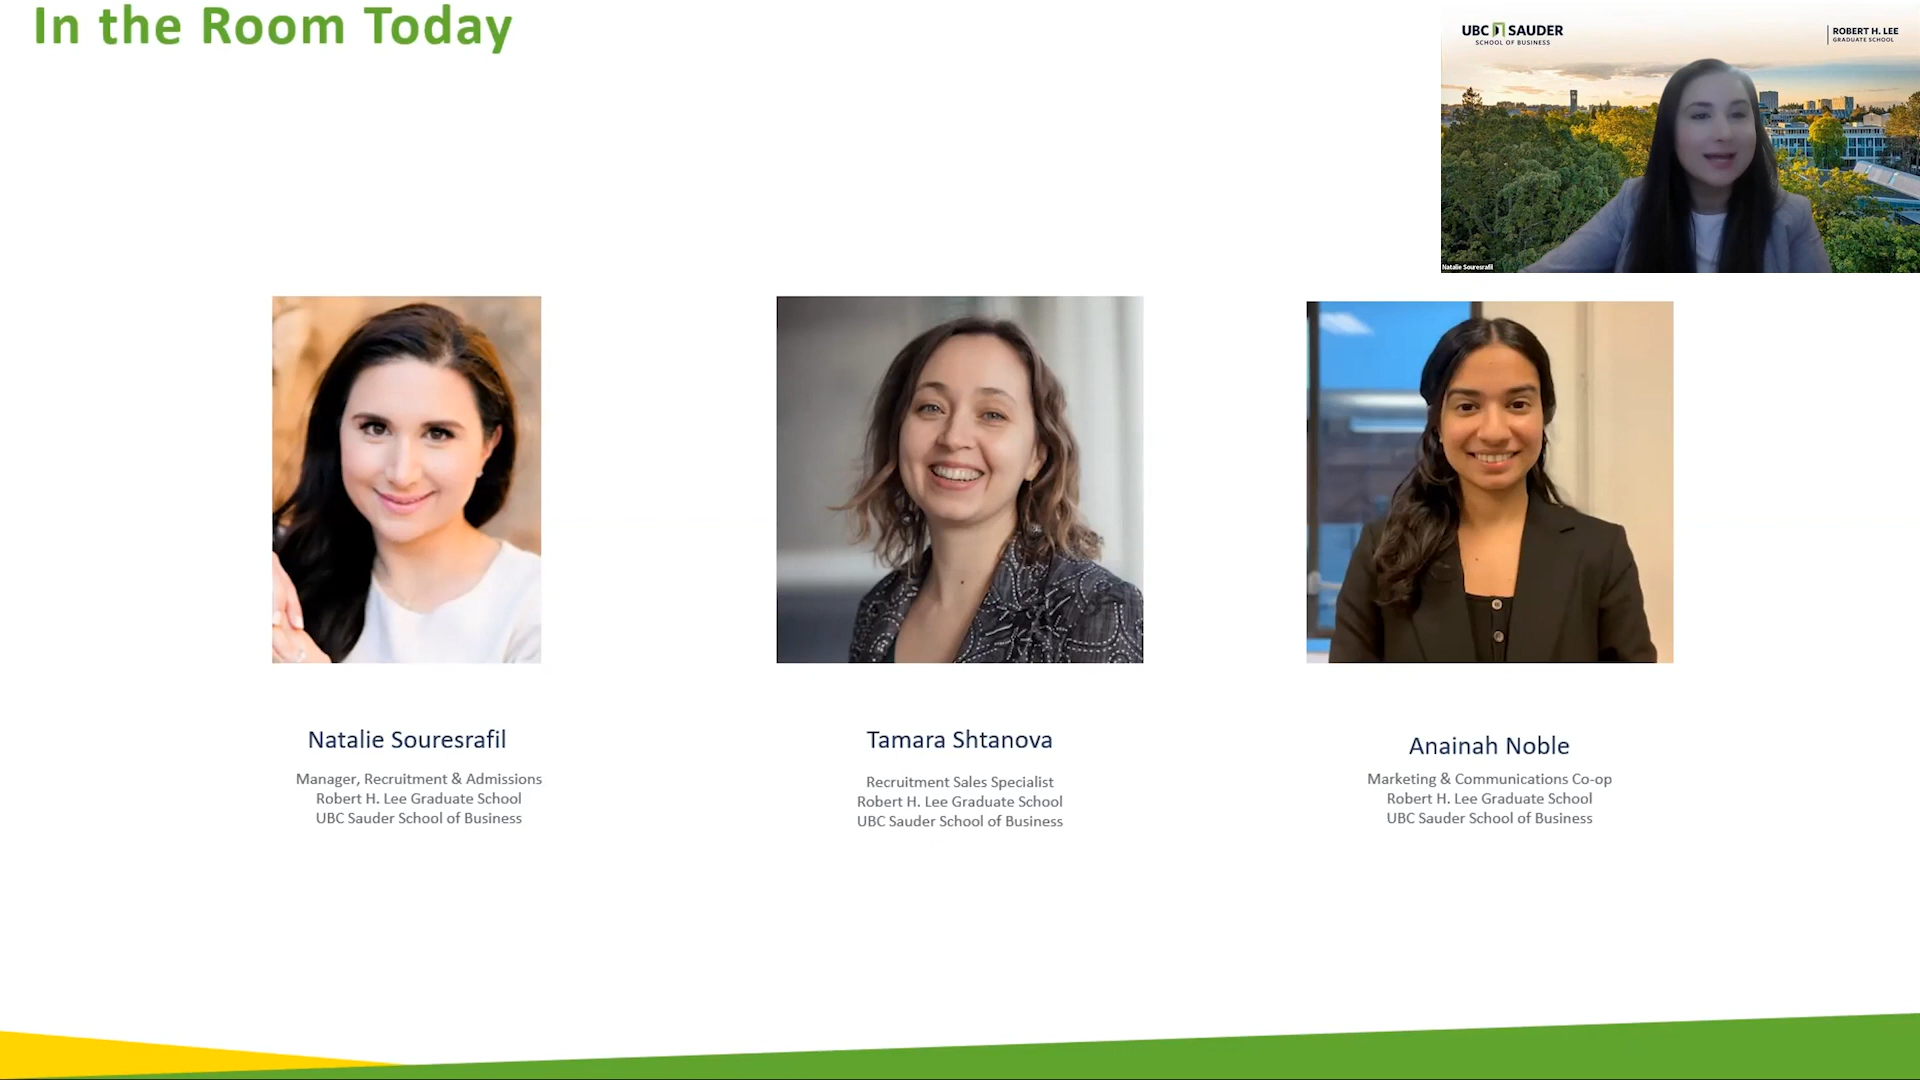 In the Room Today
UBC SAUDER
SCHOOL OF BUSINESS
ROBERT H. LEE
GRADUATE SCHOOL
Natalie Souresrafil
Natalie Souresrafil
Manager, Recruitment & Admissions
Robert H. Lee Graduate School
UBC Sauder School of Business
Tamara Shtanova
Recruitment Sales Specialist
Robert H. Lee Graduate School
UBC Sauder School of Business
Anainah Noble
Marketing & Communications Co-op
Robert H. Lee Graduate School
UBC Sauder School of Business